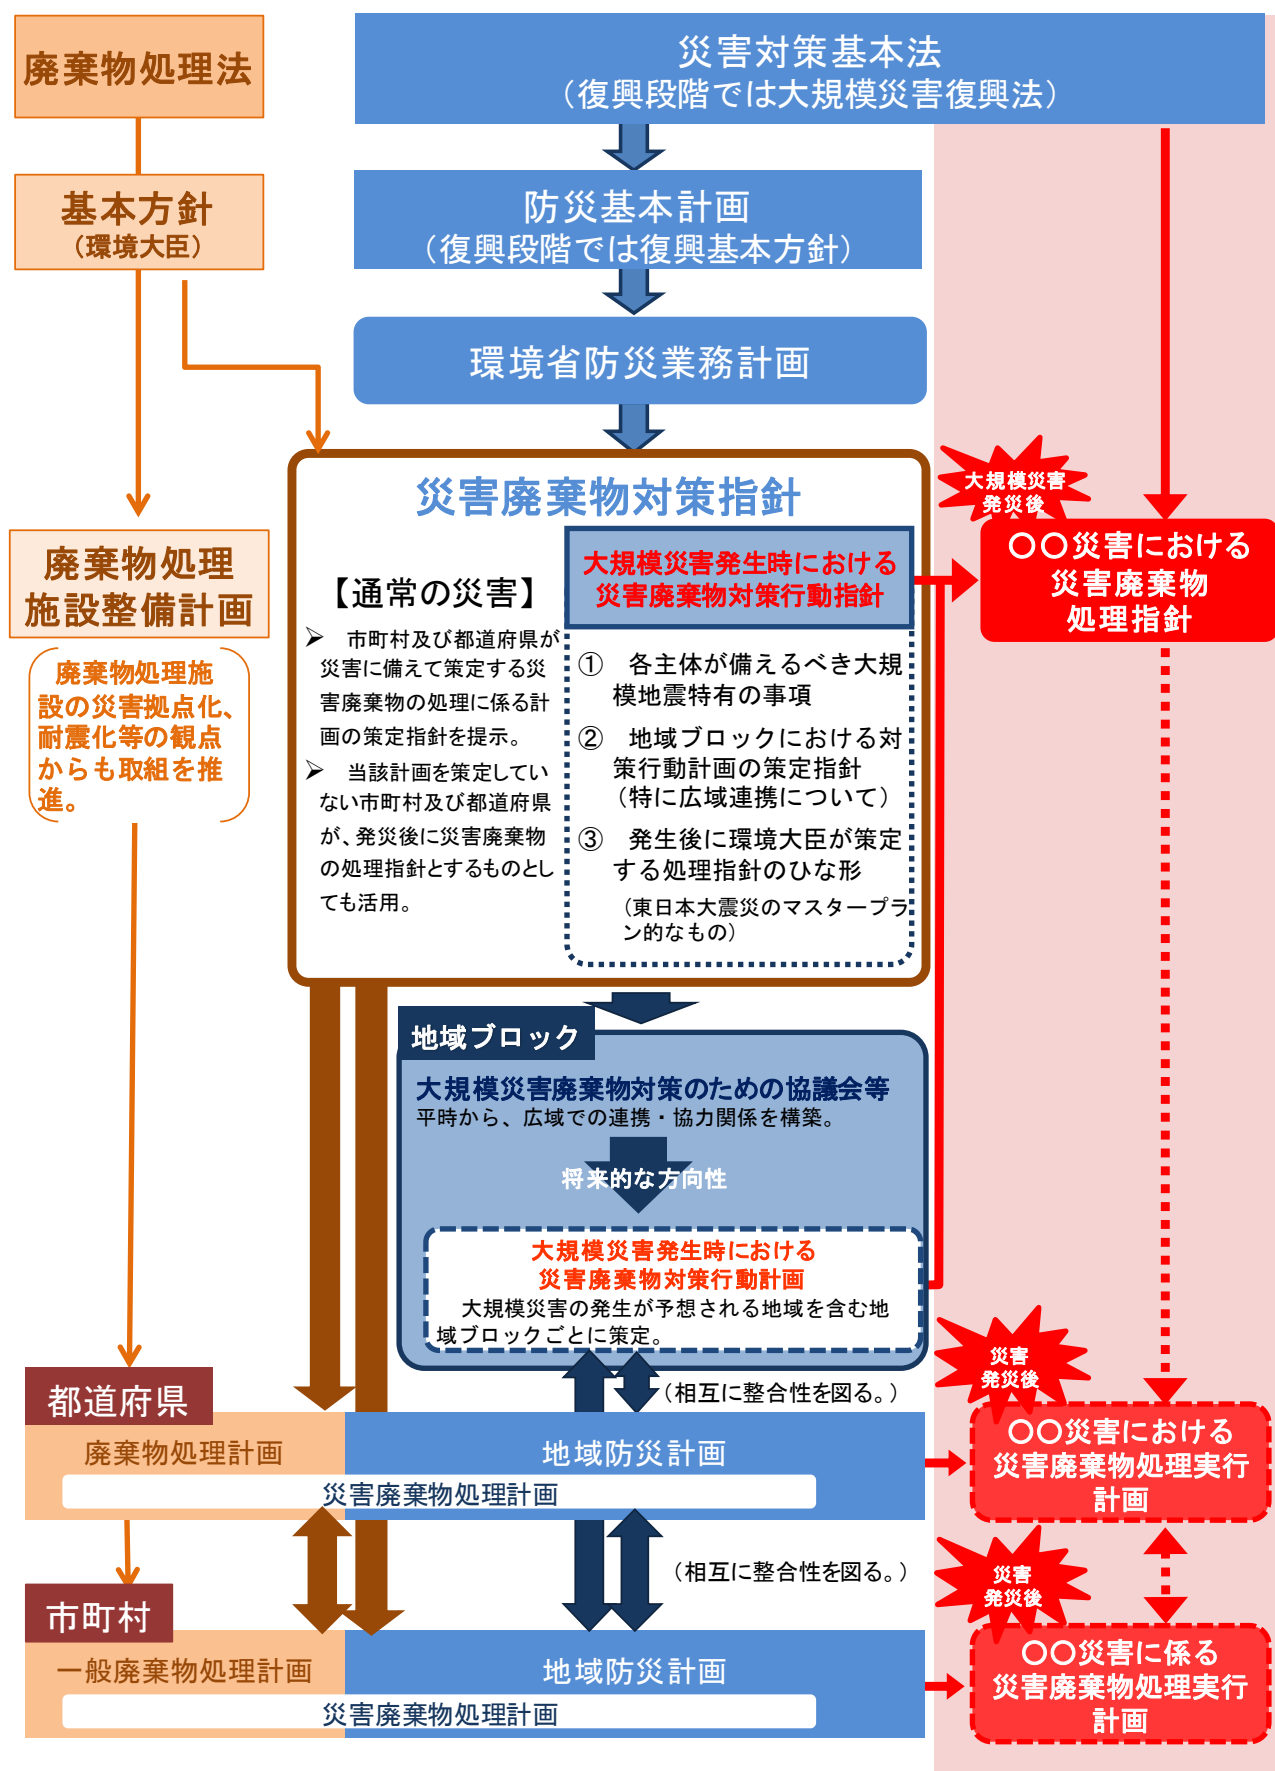 廃棄物処理法
災害対策基本法
（復興段階では大規模災害復興法）
基本方針
（環境大臣）
防災基本計画
（復興段階では復興基本方針）
環境省防災業務計画
廃棄物処理
施設整備計画
廃棄物処理施
設の災害拠点化、
耐震化等の観点
からも取組を推
進。
災害廃棄物対策指針
【通常の災害】
➢ 市町村及び都道府県が
災害に備えて策定する災
害廃棄物の処理に係る計
画の策定指針を提示。
➢ 当該計画を策定してい
ない市町村及び都道府県
が、発災後に災害廃棄物
の処理指針とするものとし
ても活用。
大規模災害発生時における
災害廃棄物対策行動指針
① 各主体が備えるべき大規
模地震特有の事項
② 地域ブロックにおける対
策行動計画の策定指針
（特に広域連携について）
③ 発生後に環境大臣が策定
する処理指針のひな形
（東日本大震災のマスタープラ
ン的なもの）
大規模災害
発災後
〇〇災害における
災害廃棄物
処理指針
地域ブロック
大規模災害廃棄物対策のための協議会等
平時から、広域での連携・協力関係を構築。
将来的な方向性
大規模災害発生時における
災害廃棄物対策行動計画
大規模災害の発生が予想される地域を含む地
域ブロックごとに策定。
（相互に整合性を図る。）
都道府県
廃棄物処理計画
地域防災計画
災害廃棄物処理計画
災害
発災後
〇〇災害における
災害廃棄物処理実行
計画
（相互に整合性を図る。）
市町村
一般廃棄物処理計画
地域防災計画
災害廃棄物処理計画
災害
発災後
〇〇災害に係る
災害廃棄物処理実行
計画